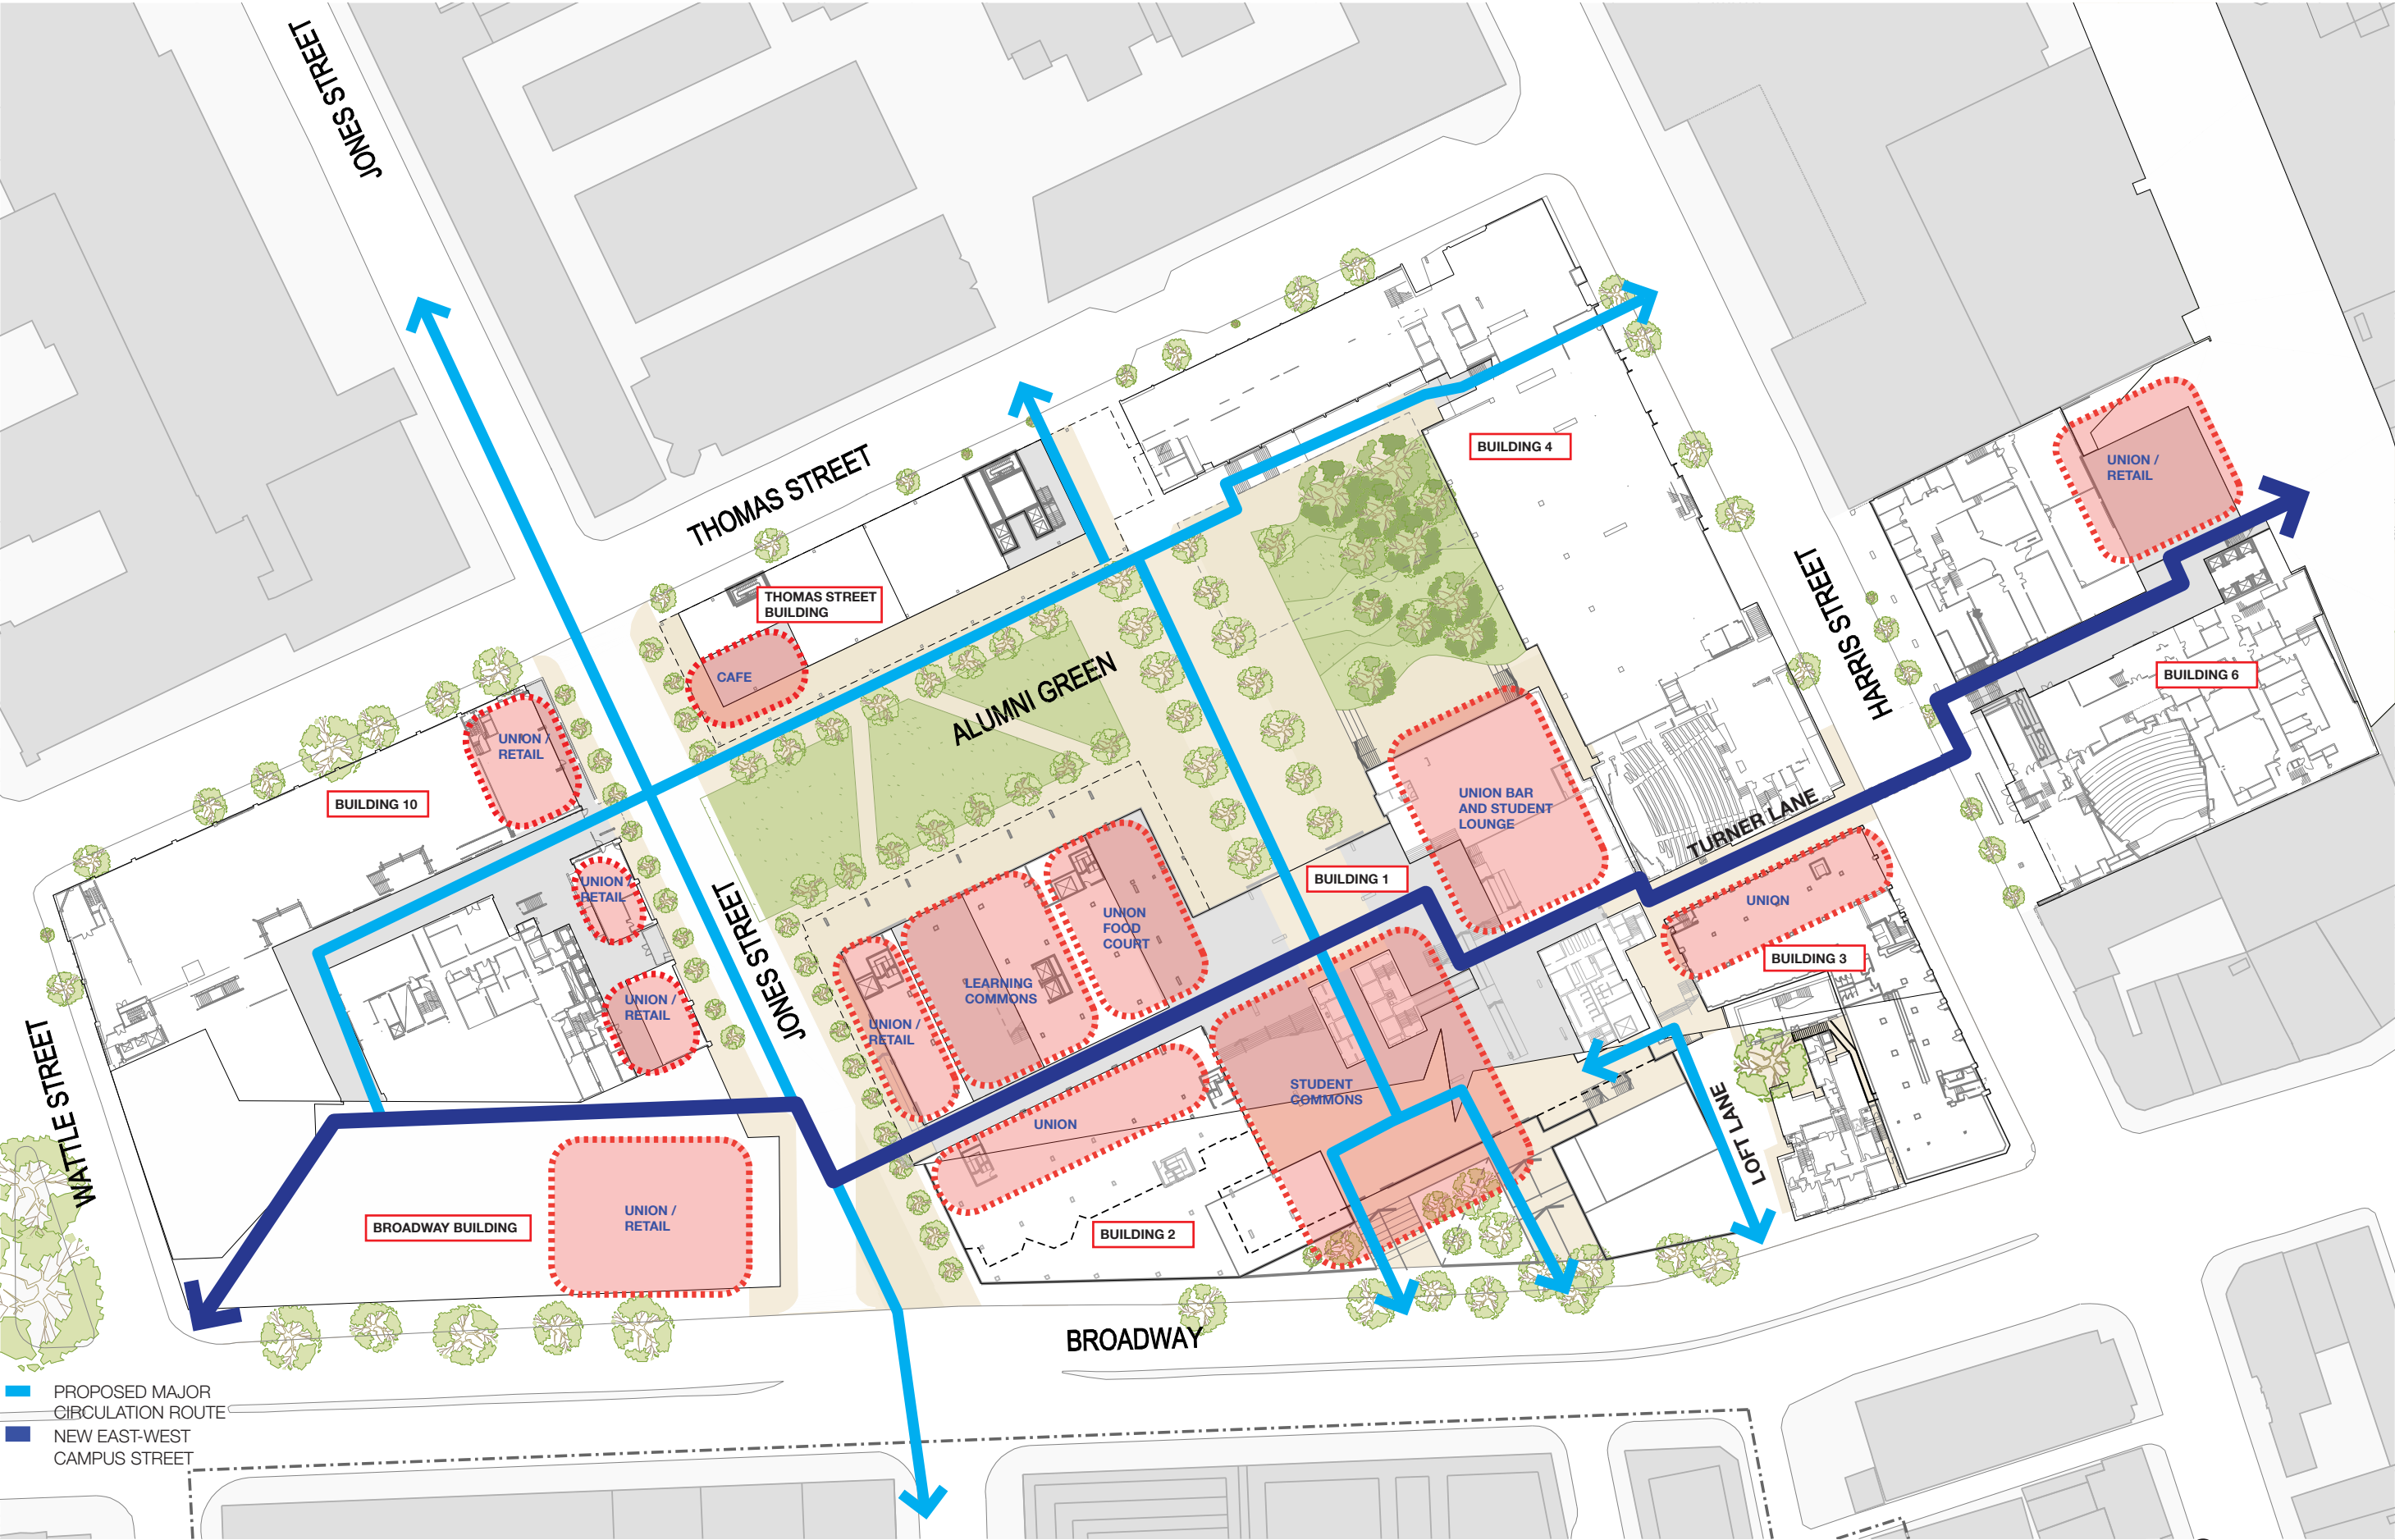 JONES STREET
THOMAS STREET
BUILDING 4
UNION /
RETAIL
HARRIS STREET
THOMAS STREET
BUILDING
CAFE
ALUMNI GREEN
BUILDING 6
UNION /
RETAIL
BUILDING 10
UNION BAR
AND STUDENT
LOUNGE
TURNER LANE
UNION /
RETAIL
BUILDING 1
UNION
JONES STREET
UNION
FOOD
COURT
BUILDING 3
LEARNING
COMMONS
UNION /
RETAIL
UNION /
RETAIL
WATTLE STREET
STUDENT
COMMONS
UNION
LOFT LANE
BROADWAY BUILDING
UNION /
RETAIL
BUILDING 2
BROADWAY
PROPOSED MAJOR
CIRCULATION ROUTE
NEW EAST-WEST
CAMPUS STREET